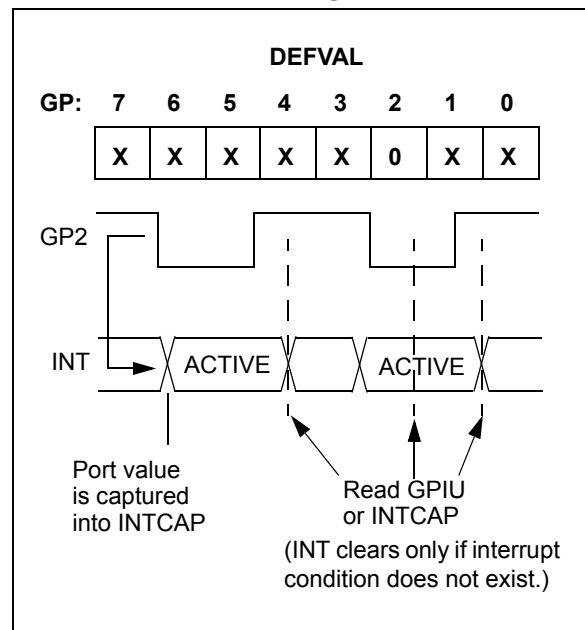 DEFVAL
GP: 7 6 5 4 3 2 1 0
X X X X X 0 X X
GP2
INT ACTIVE ACTIVE
Port value
is captured
into INTCAP
Read GPIU
or INTCAP
(INT clears only if interrupt
condition does not exist.)